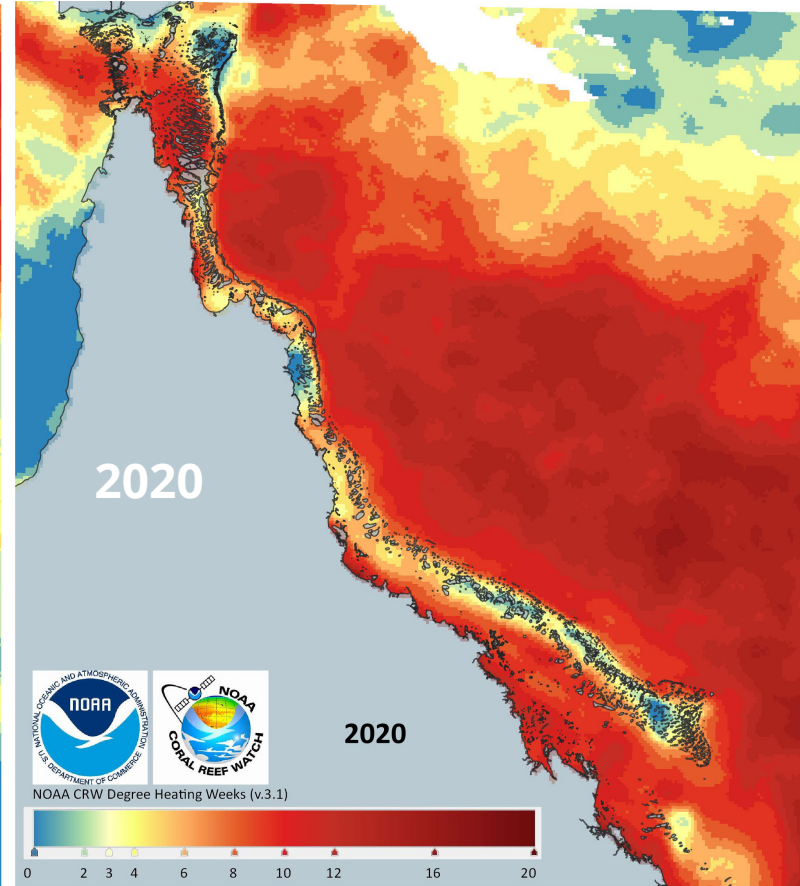 2020
NATIONAL OCEANIC AND ATMOSPHERIC ADMINISTRATION
NOAA
U.S. DEPARTMENT OF COMMERCE
NOAA
CORAL REEF WATCH
2020
NOAA CRW Degree Heating Weeks (v.3.1)
0 2 3 4 6 8 10 12 16 20